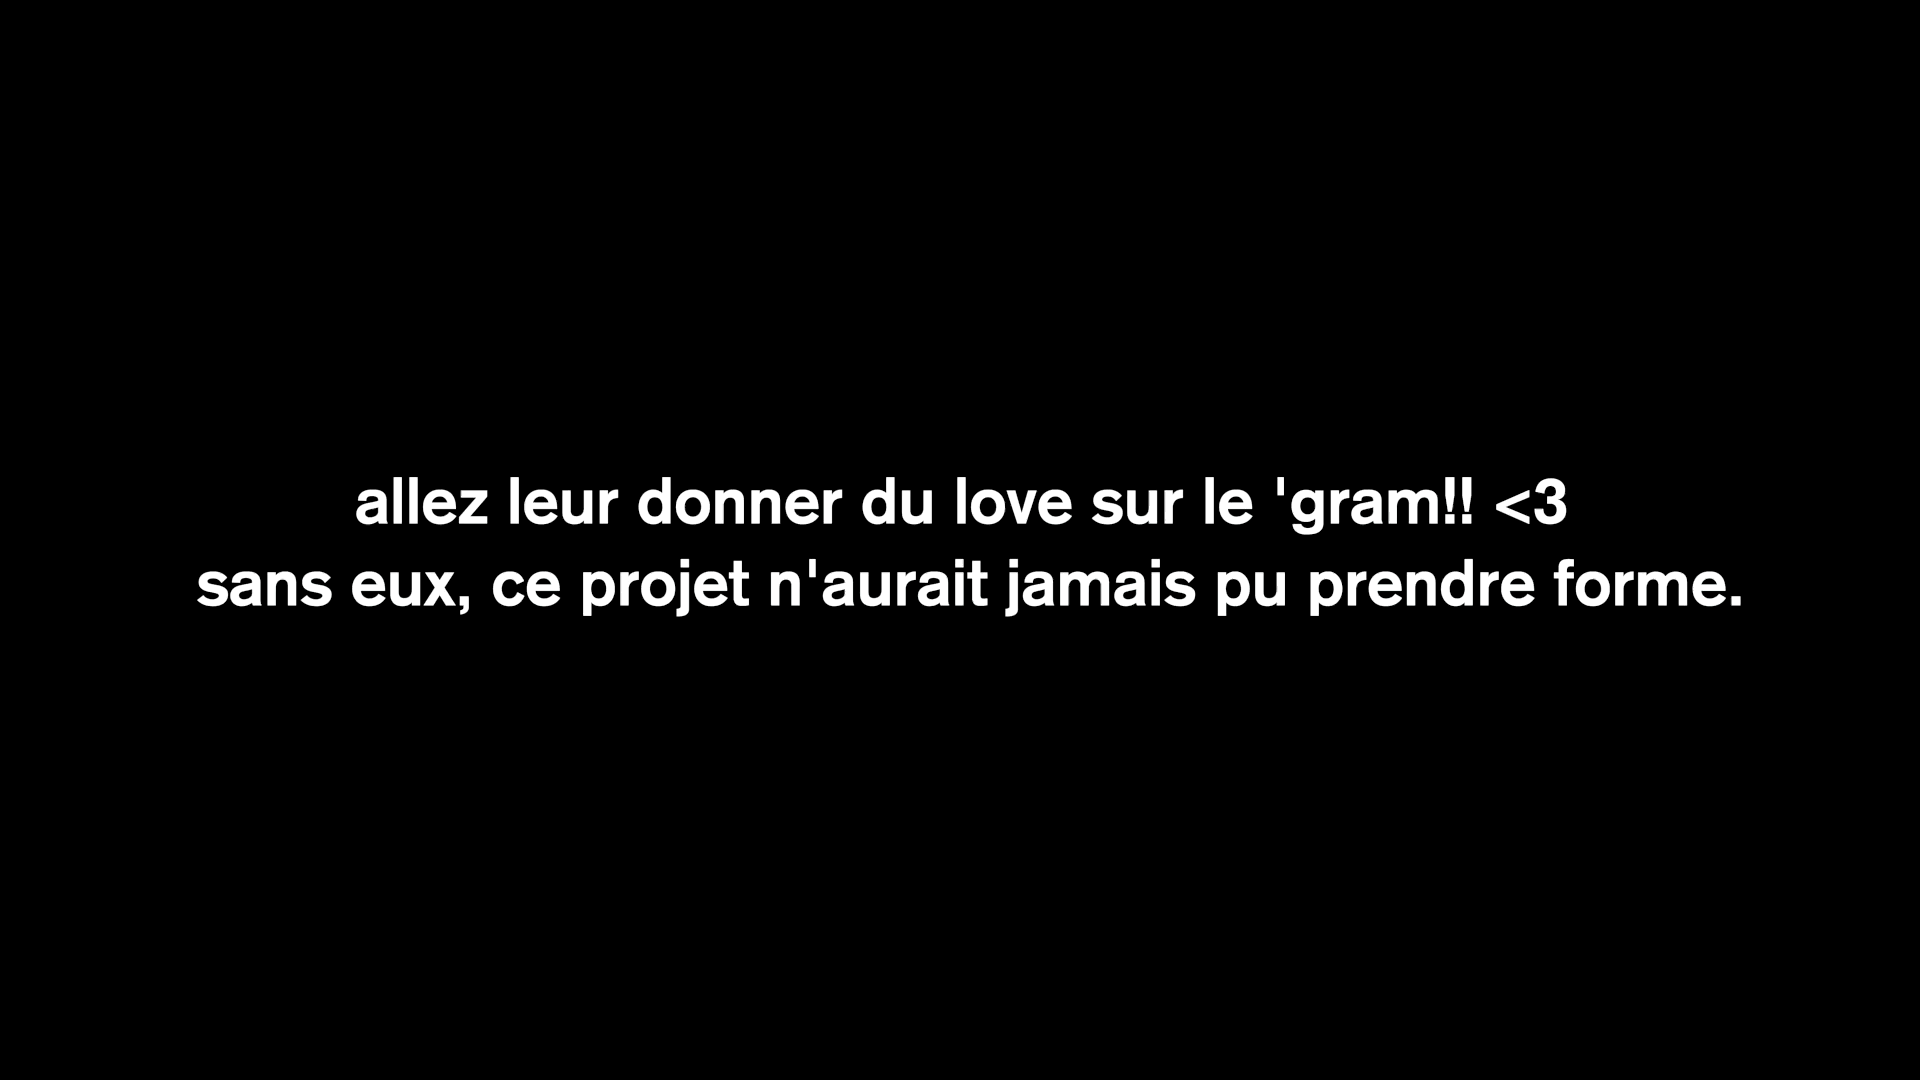 allez leur donner du love sur le 'gram!! <3
sans eux, ce projet n'aurait jamais pu prendre forme.